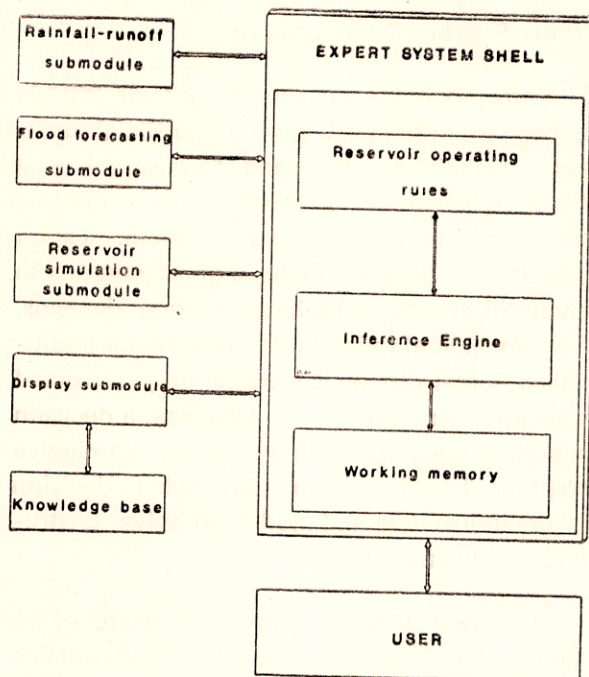 Rainfall-runoff
submodule
EXPERT SYSTEM SHELL
Flood forecasting
submodule
Reservoir operating
rules
Reservoir
simulation
submodule
Inference Engine
Display submodule
Working memory
Knowledge base
USER